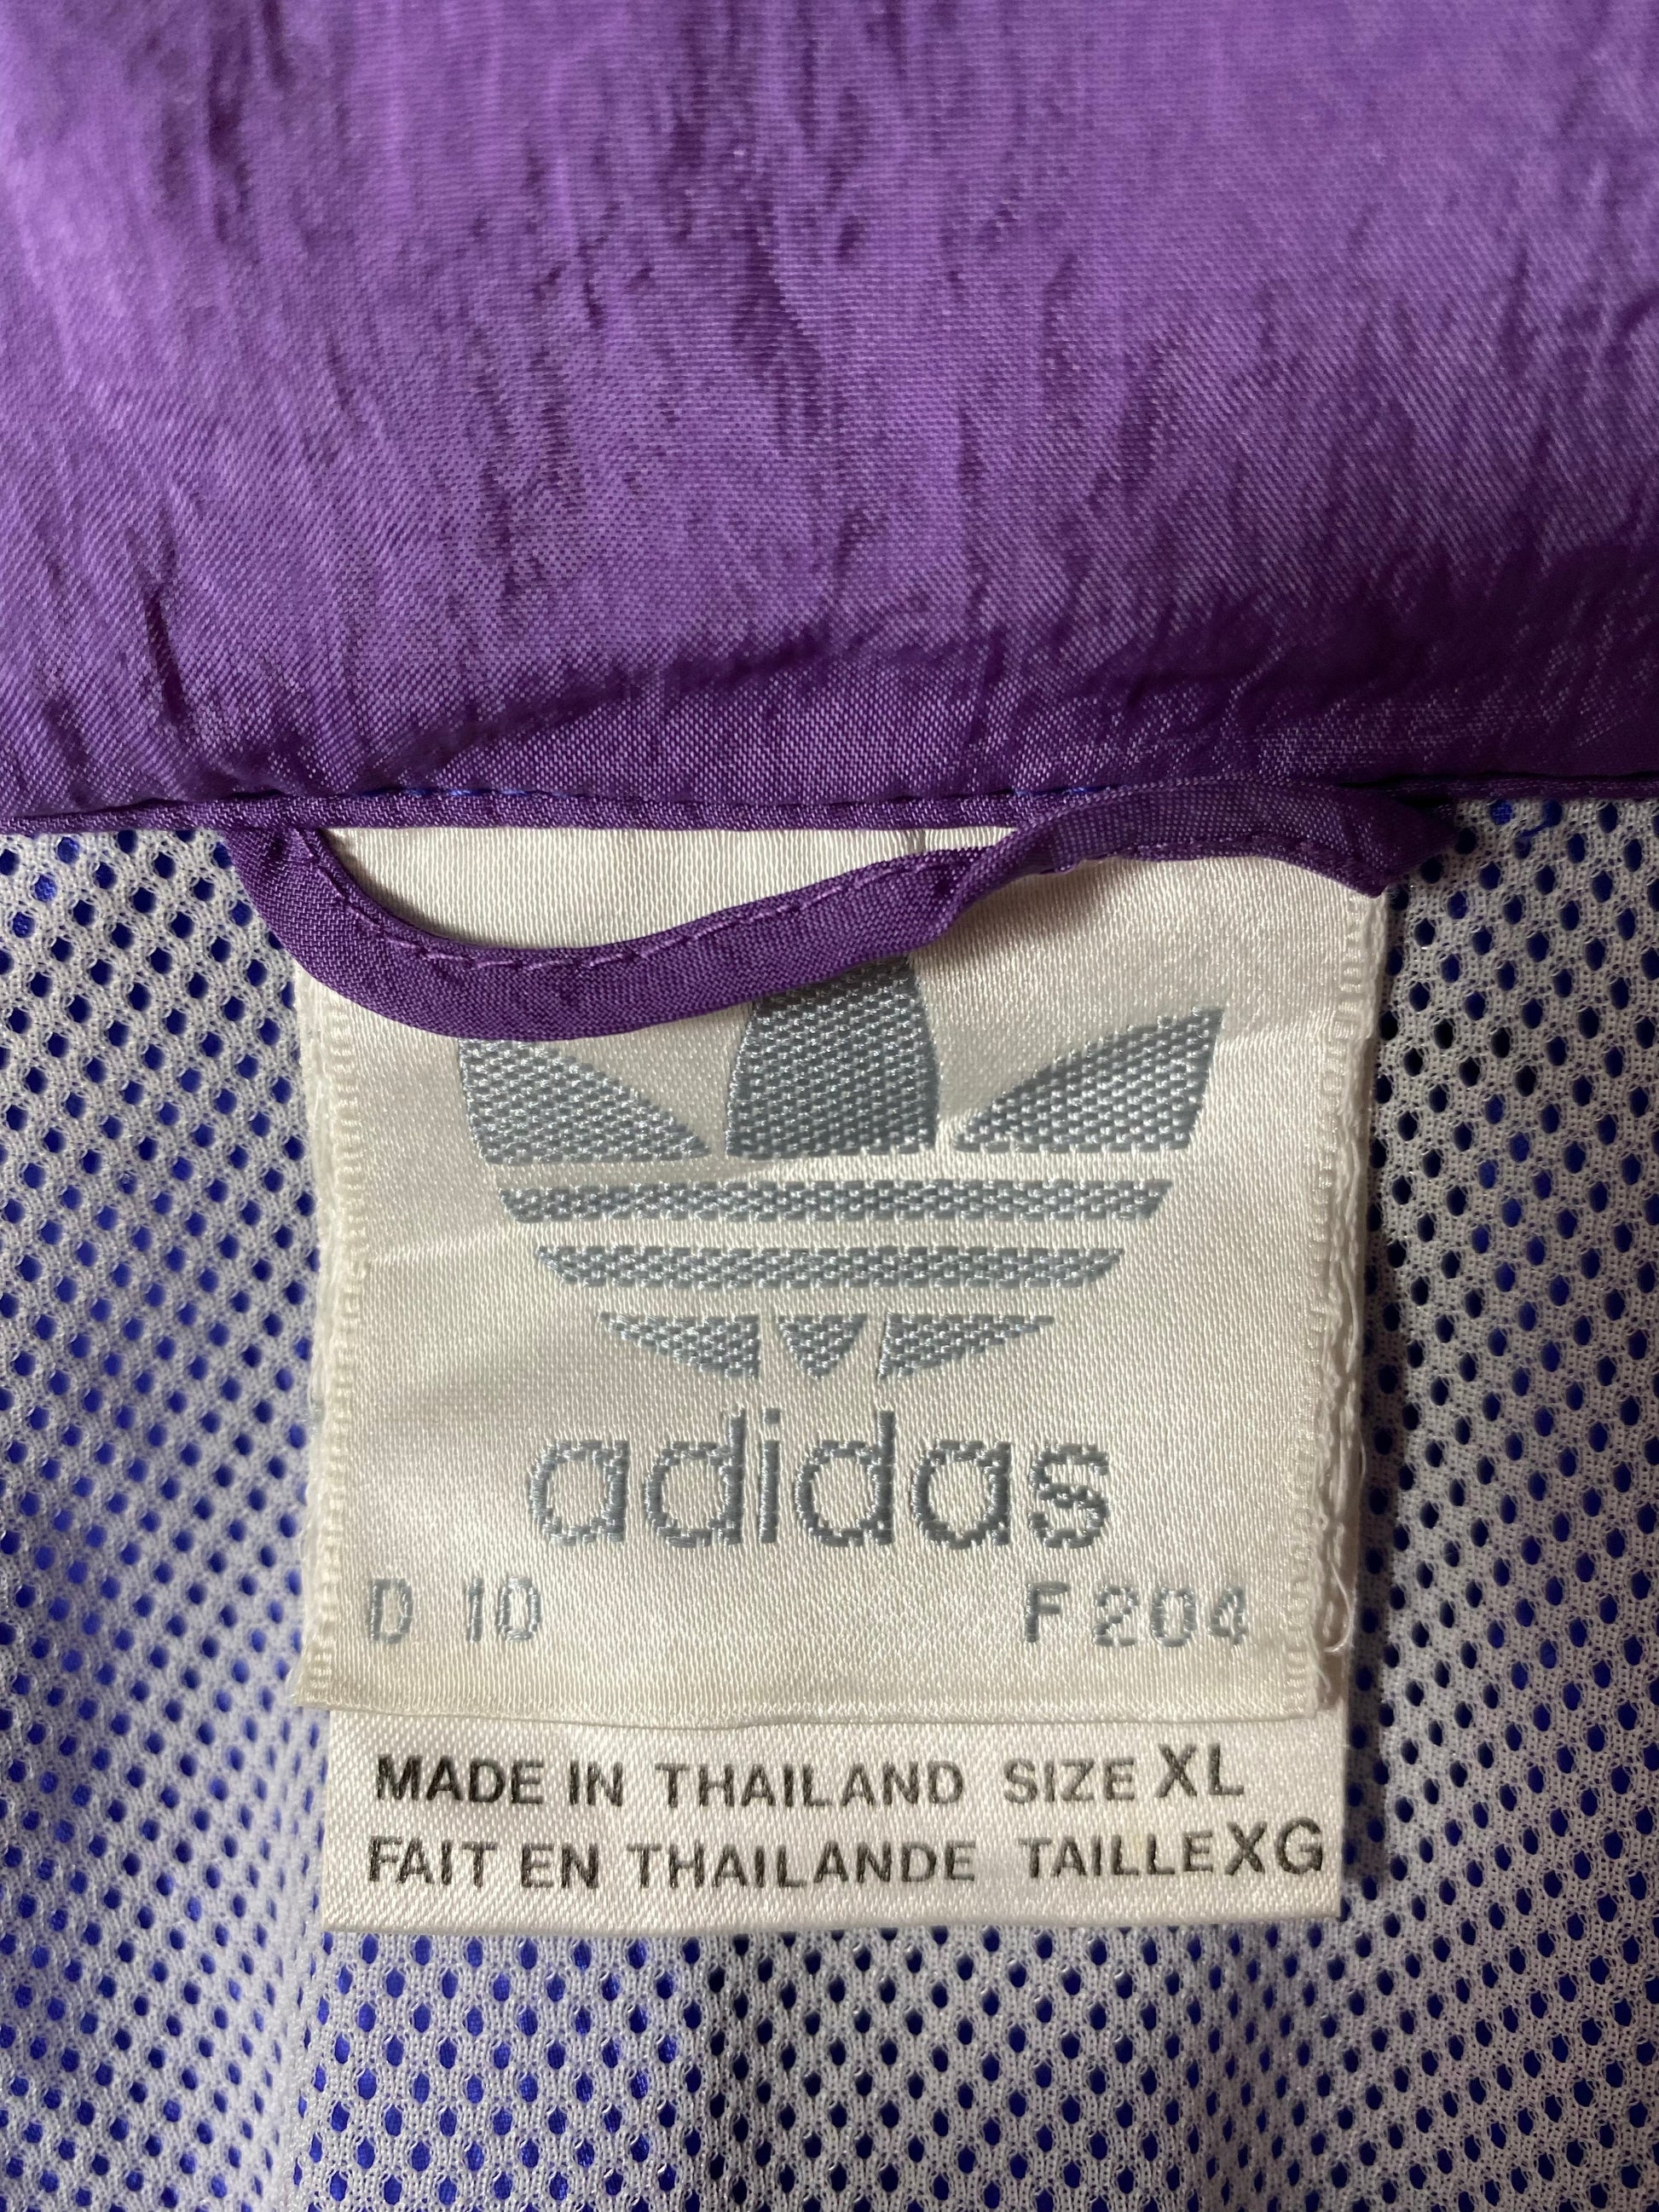 adidas
D 10 F 204
MADE IN THAILAND SIZE XL
FAIT EN THAILANDE TAILLE XG